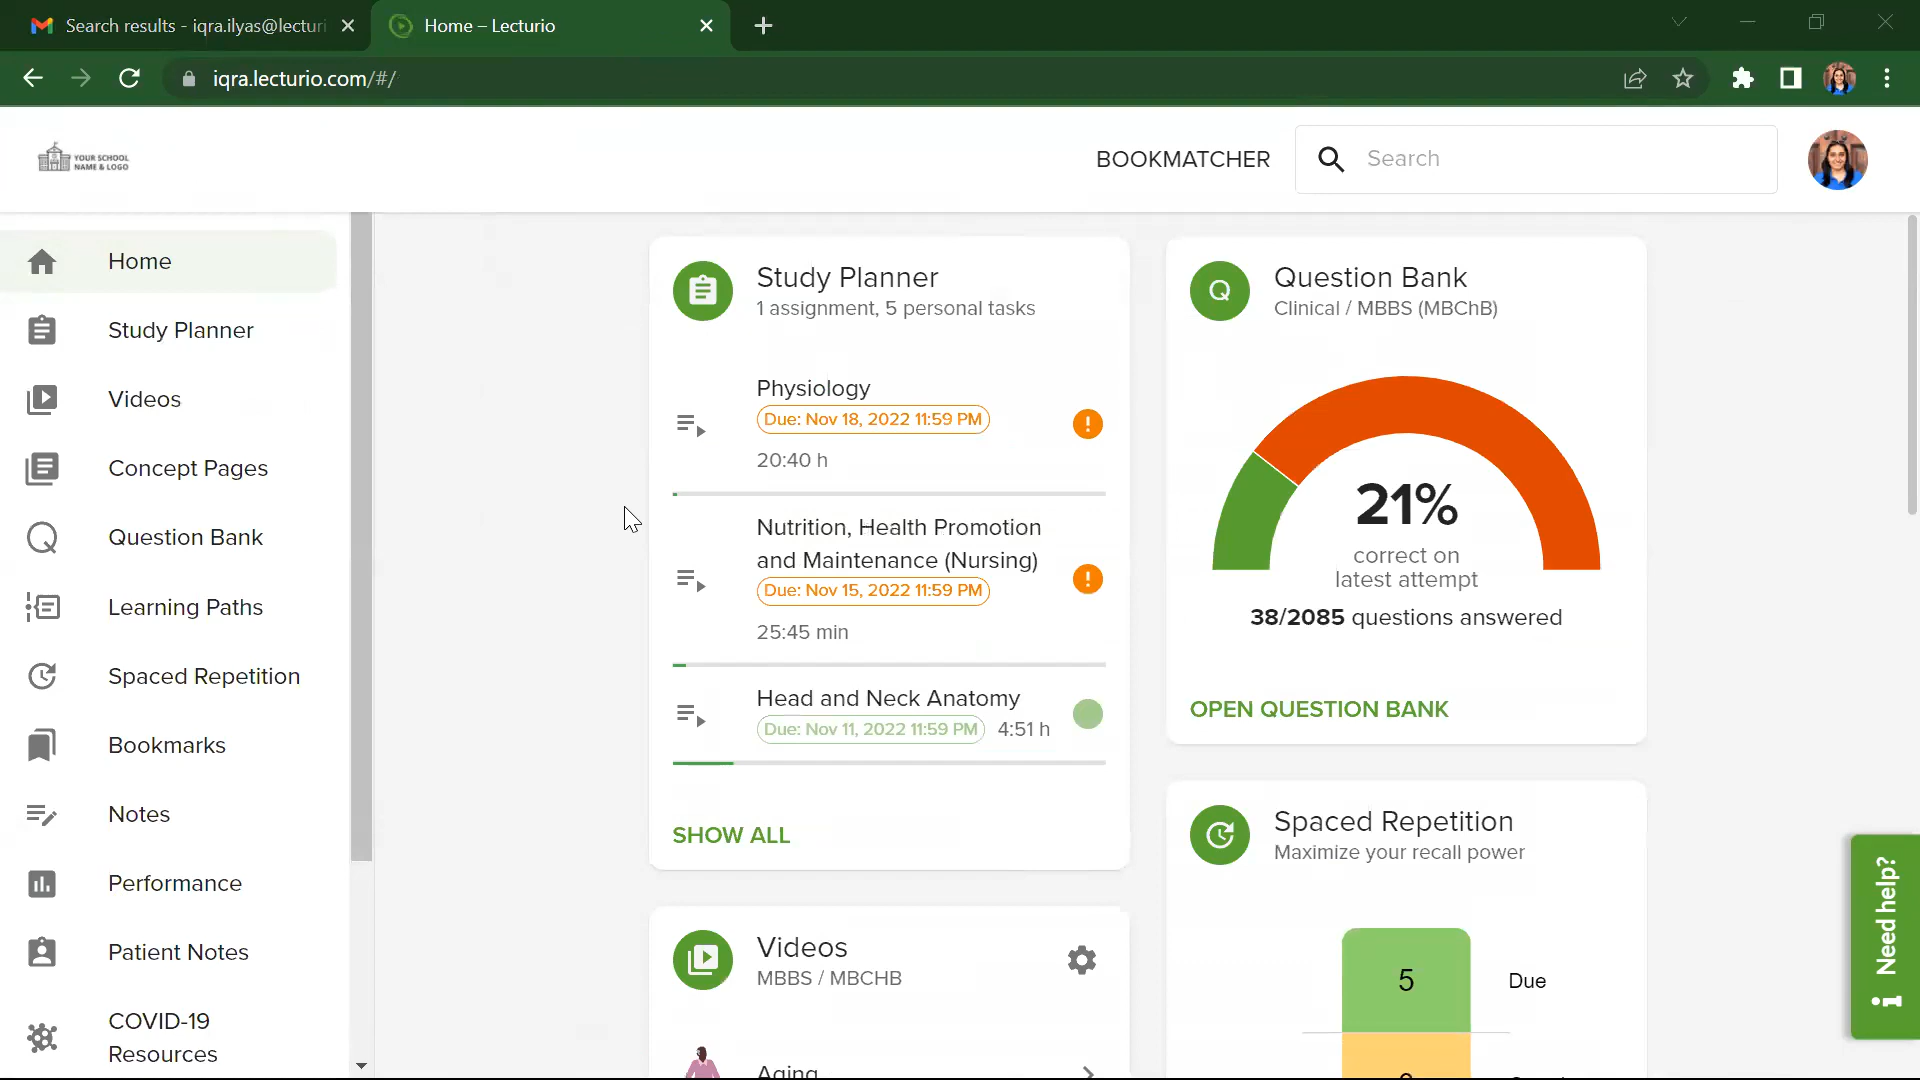 Search results - iqra.ilyas@lecturi
Home – Lecturio
iqra.lecturio.com/#/
YOUR SCHOOL
NAME & LOGO
BOOKMATCHER
Search
Home
Study Planner
Videos
Concept Pages
Question Bank
Learning Paths
Spaced Repetition
Bookmarks
Notes
Performance
Patient Notes
COVID-19
Resources
Study Planner
1 assignment, 5 personal tasks
Physiology
Due: Nov 18, 2022 11:59 PM
20:40 h
Nutrition, Health Promotion
and Maintenance (Nursing)
Due: Nov 15, 2022 11:59 PM
25:45 min
Head and Neck Anatomy
Due: Nov 11, 2022 11:59 PM 4:51 h
SHOW ALL
Videos
MBBS / MBCHB
Aging
Question Bank
Clinical / MBBS (MBChB)
21%
correct on
latest attempt
38/2085 questions answered
OPEN QUESTION BANK
Spaced Repetition
Maximize your recall power
5
Due
Need help?